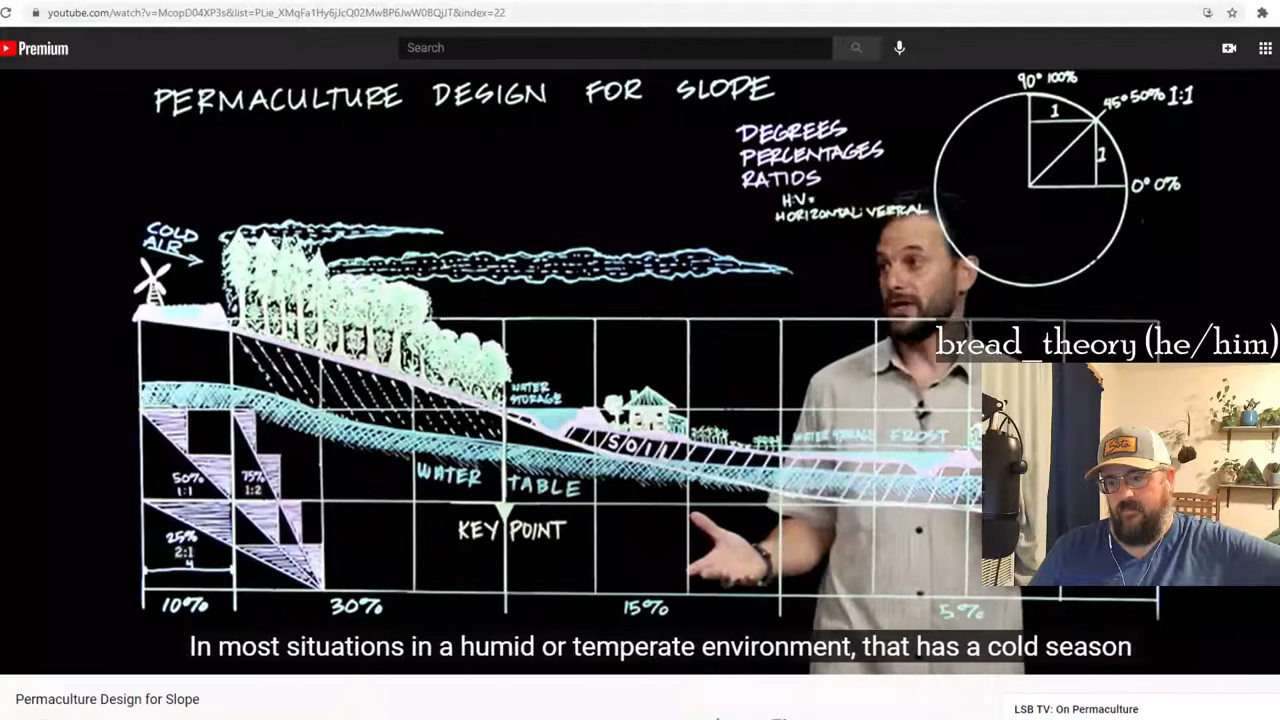 youtube.com/watch?v=McopD04XP3s&list=PLie_XMqFa1Hy6jJcQ02MwBP6JwW0BQjJT&index=22
Premium
Search
PERMACULTURE DESIGN FOR SLOPE
90° 100%
45° 50% 1:1
1
1
0° 0%
DEGREES
PERCENTAGES
RATIOS
H:V=
HORIZONTAL:VERTICAL
COLD
AIR
bread_theory (he/him)
WATER
STORAGE
SOIL
WATER STORAGE FROST
WATER TABLE
50%
1:1
75%
1:2
KEY POINT
25%
2:1
4
10% 30% 15% 5%
In most situations in a humid or temperate environment, that has a cold season
Permaculture Design for Slope
LSB TV: On Permaculture